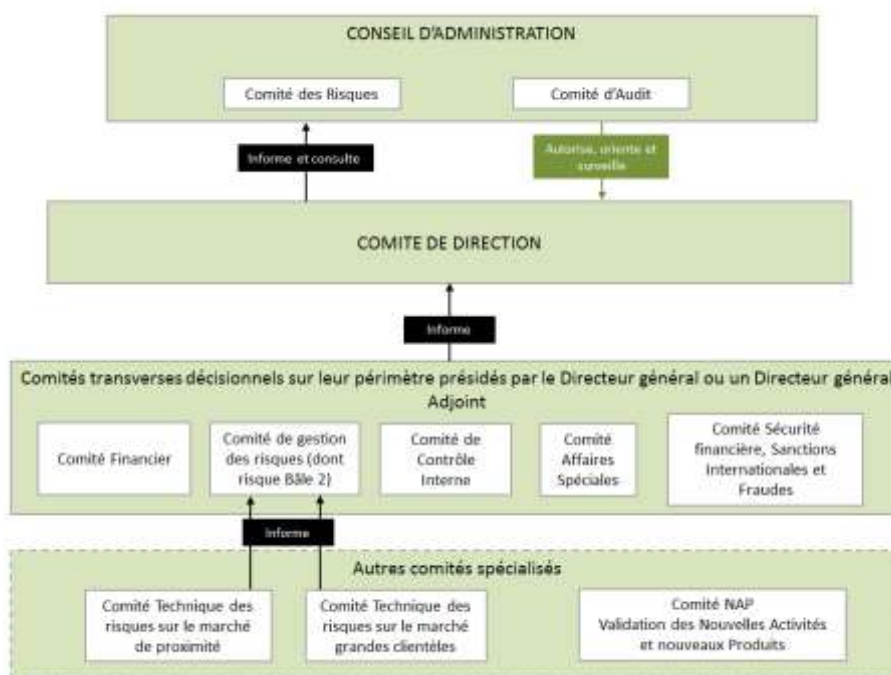 CONSEIL D'ADMINISTRATION
Comité des Risques
Comité d'Audit
Informe et consulte
Autorise, oriente et
surveille
COMITE DE DIRECTION
Informe
Comités transverses décisionnels sur leur périmètre présidés par le Directeur général ou un Directeur général
Adjoint
Comité Financier
Comité de gestion
des risques (dont
risque Bâle 2)
Comité de
Contrôle
Interne
Comité
Affaires
Spéciales
Comité Sécurité
financière, Sanctions
Internationales et
Fraudes
Informe
Autres comités spécialisés
Comité Technique des
risques sur le marché
de proximité
Comité Technique des
risques sur le marché
grandes clientèles
Comité NAP
Validation des Nouvelles Activités
et nouveaux Produits